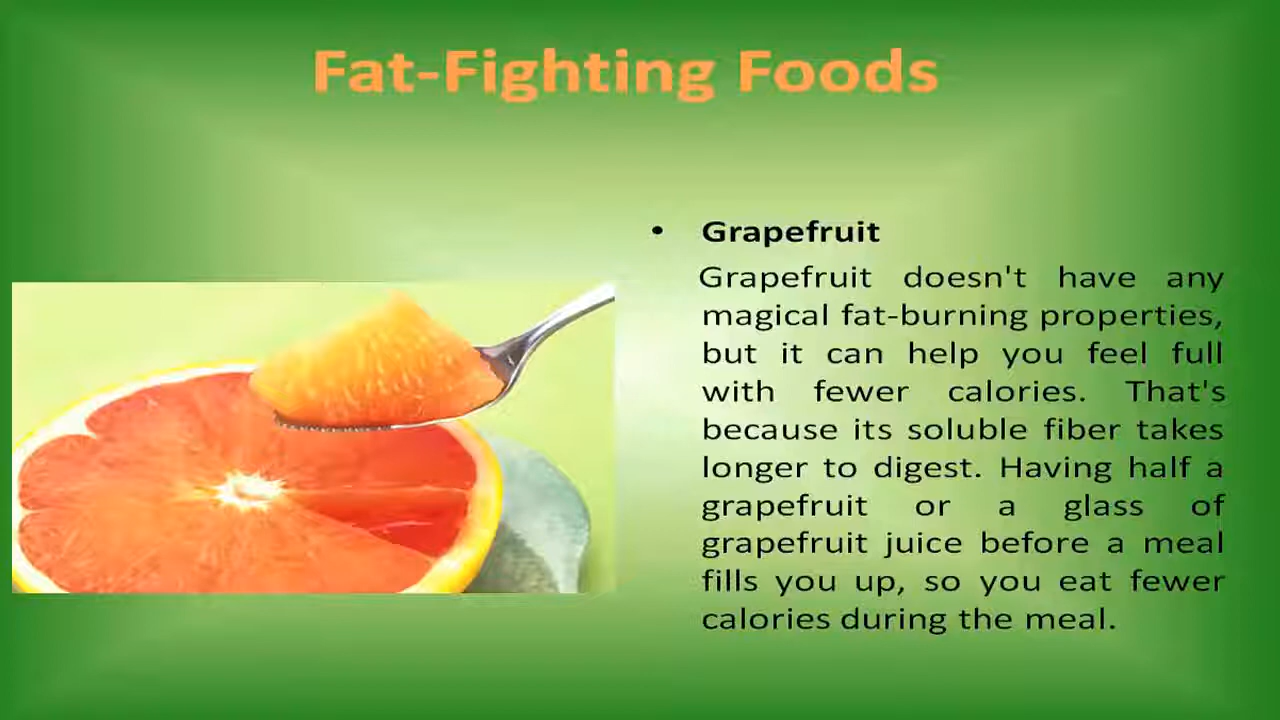 Fat-Fighting Foods
• Grapefruit
Grapefruit doesn't have any
magical fat-burning properties,
but it can help you feel full
with fewer calories. That's
because its soluble fiber takes
longer to digest. Having half a
grapefruit or a glass of
grapefruit juice before a meal
fills you up, so you eat fewer
calories during the meal.